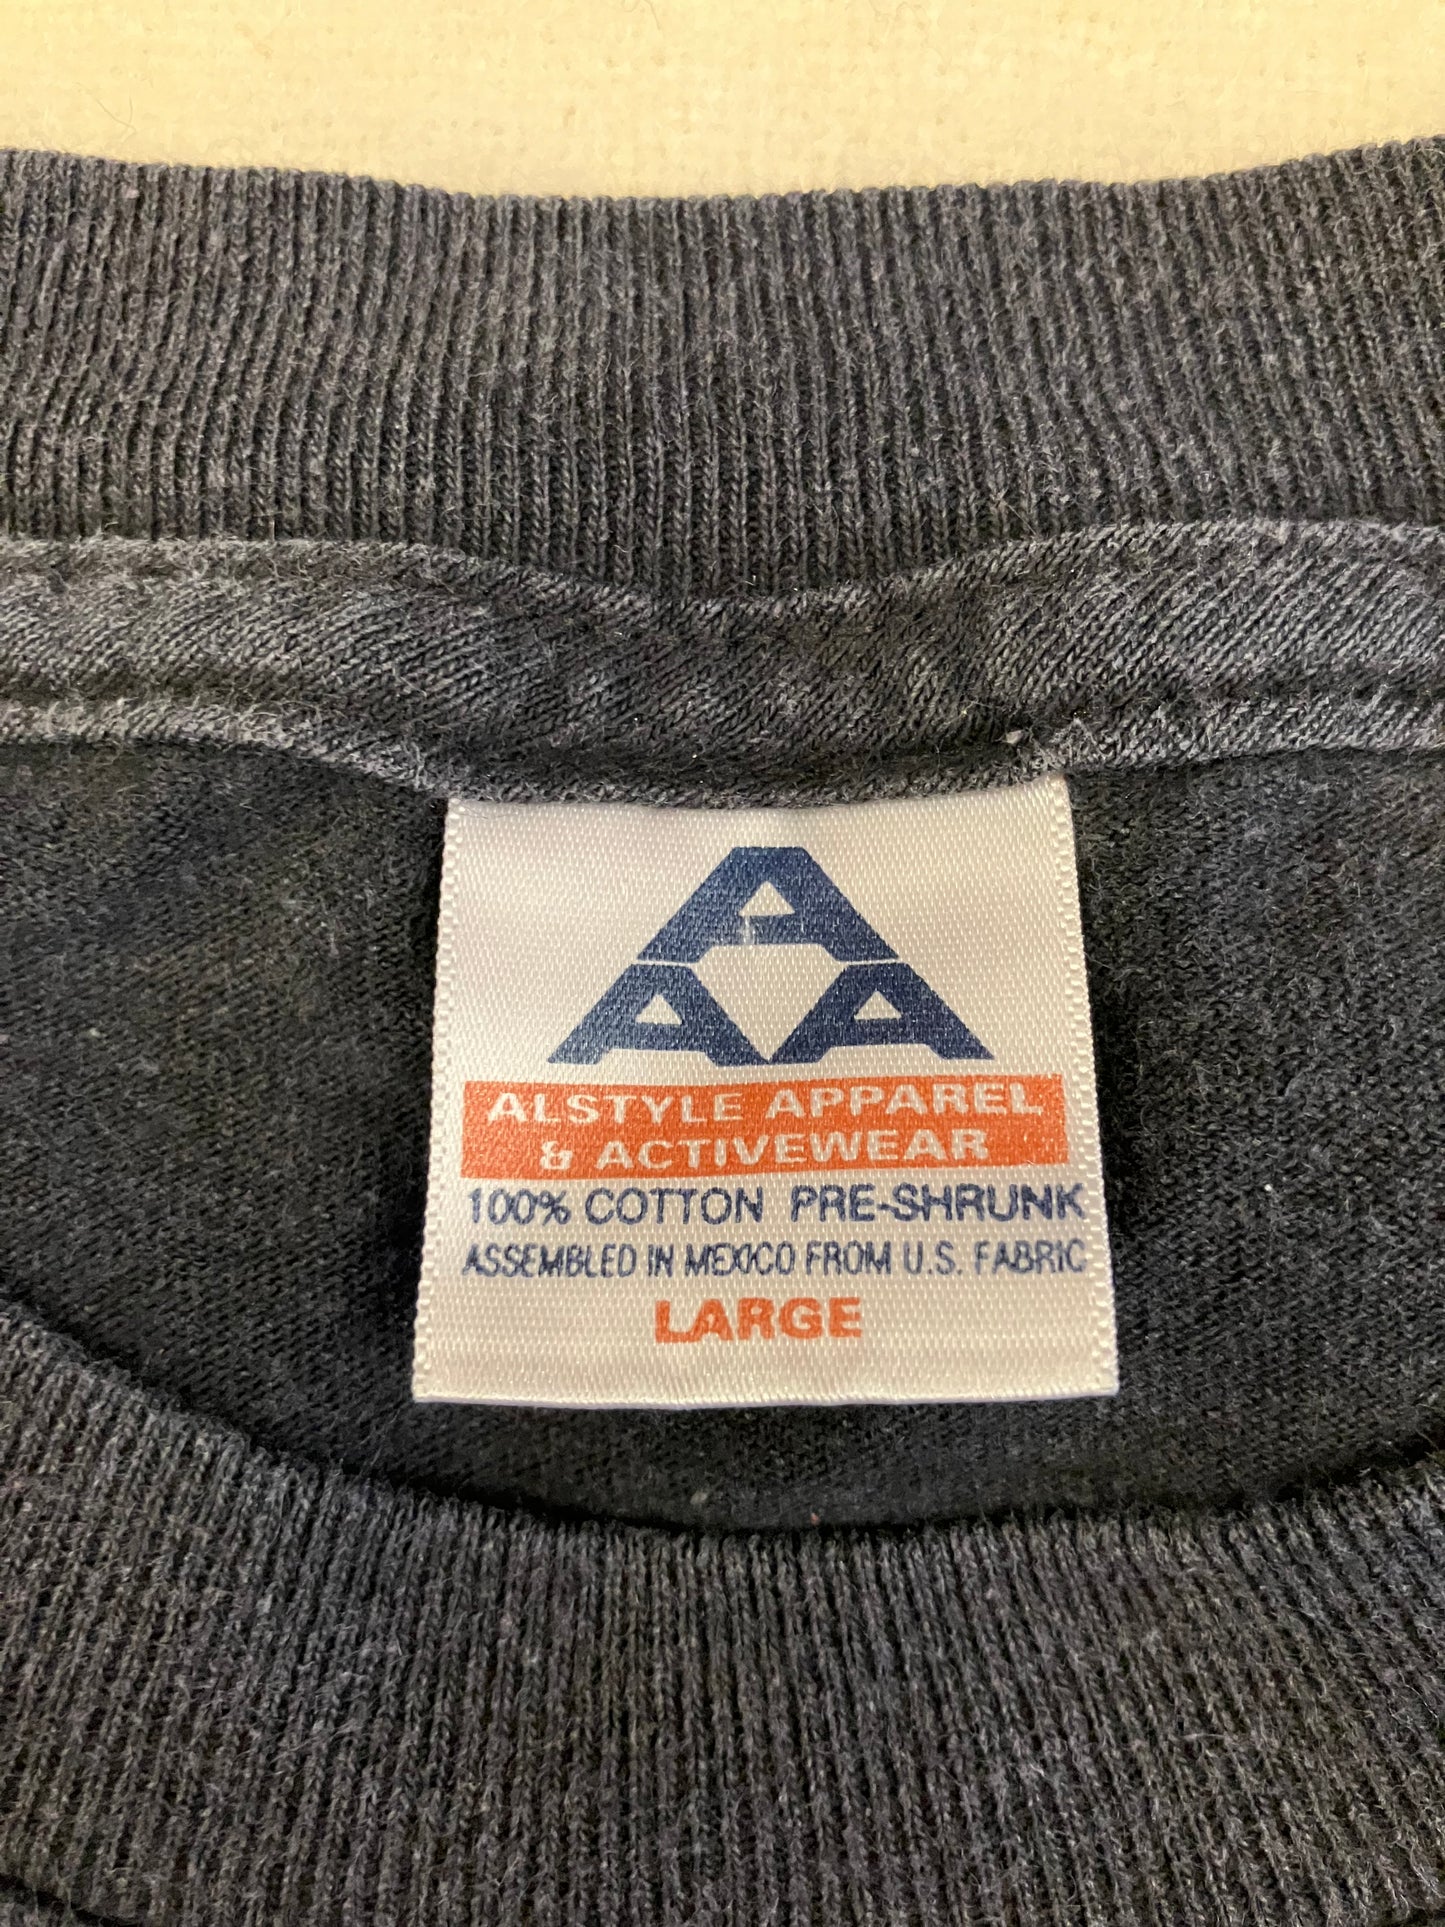 A
A A
ALSTYLE APPAREL
& ACTIVEWEAR
100% COTTON PRE-SHRUNK
ASSEMBLED IN MEXICO FROM U.S. FABRIC
LARGE